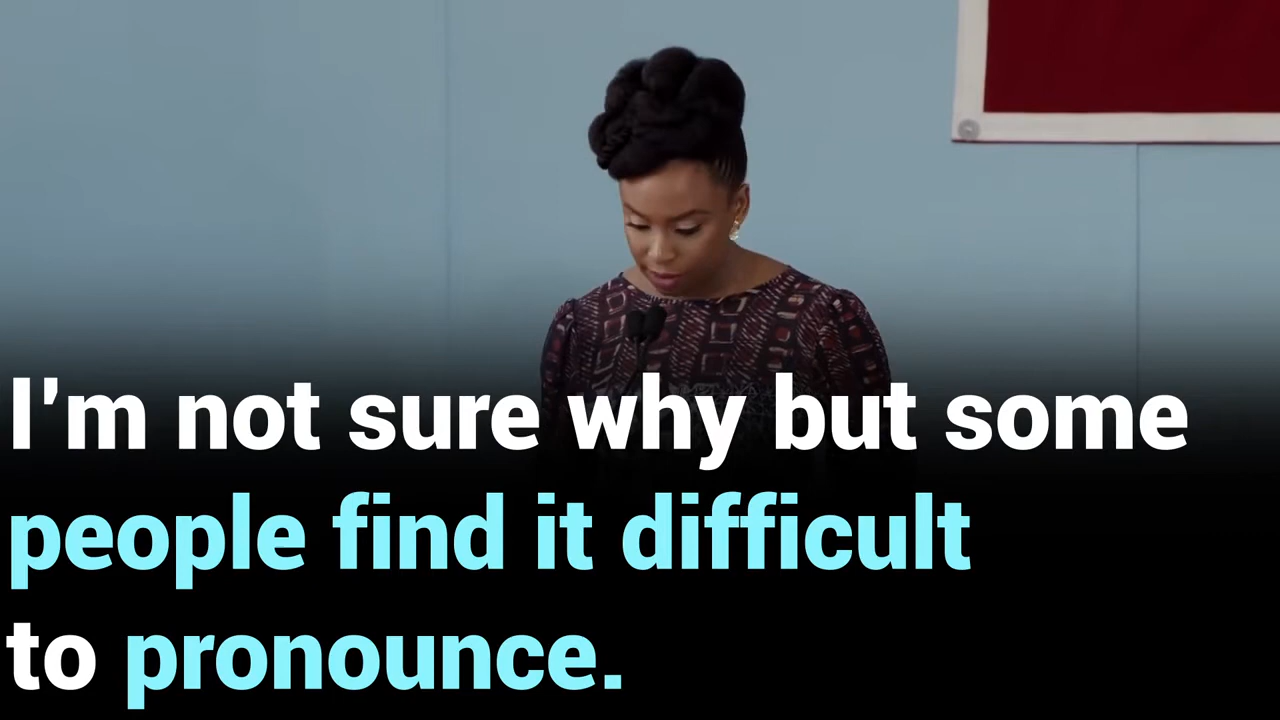 I'm not sure why but some
people find it difficult
to pronounce.